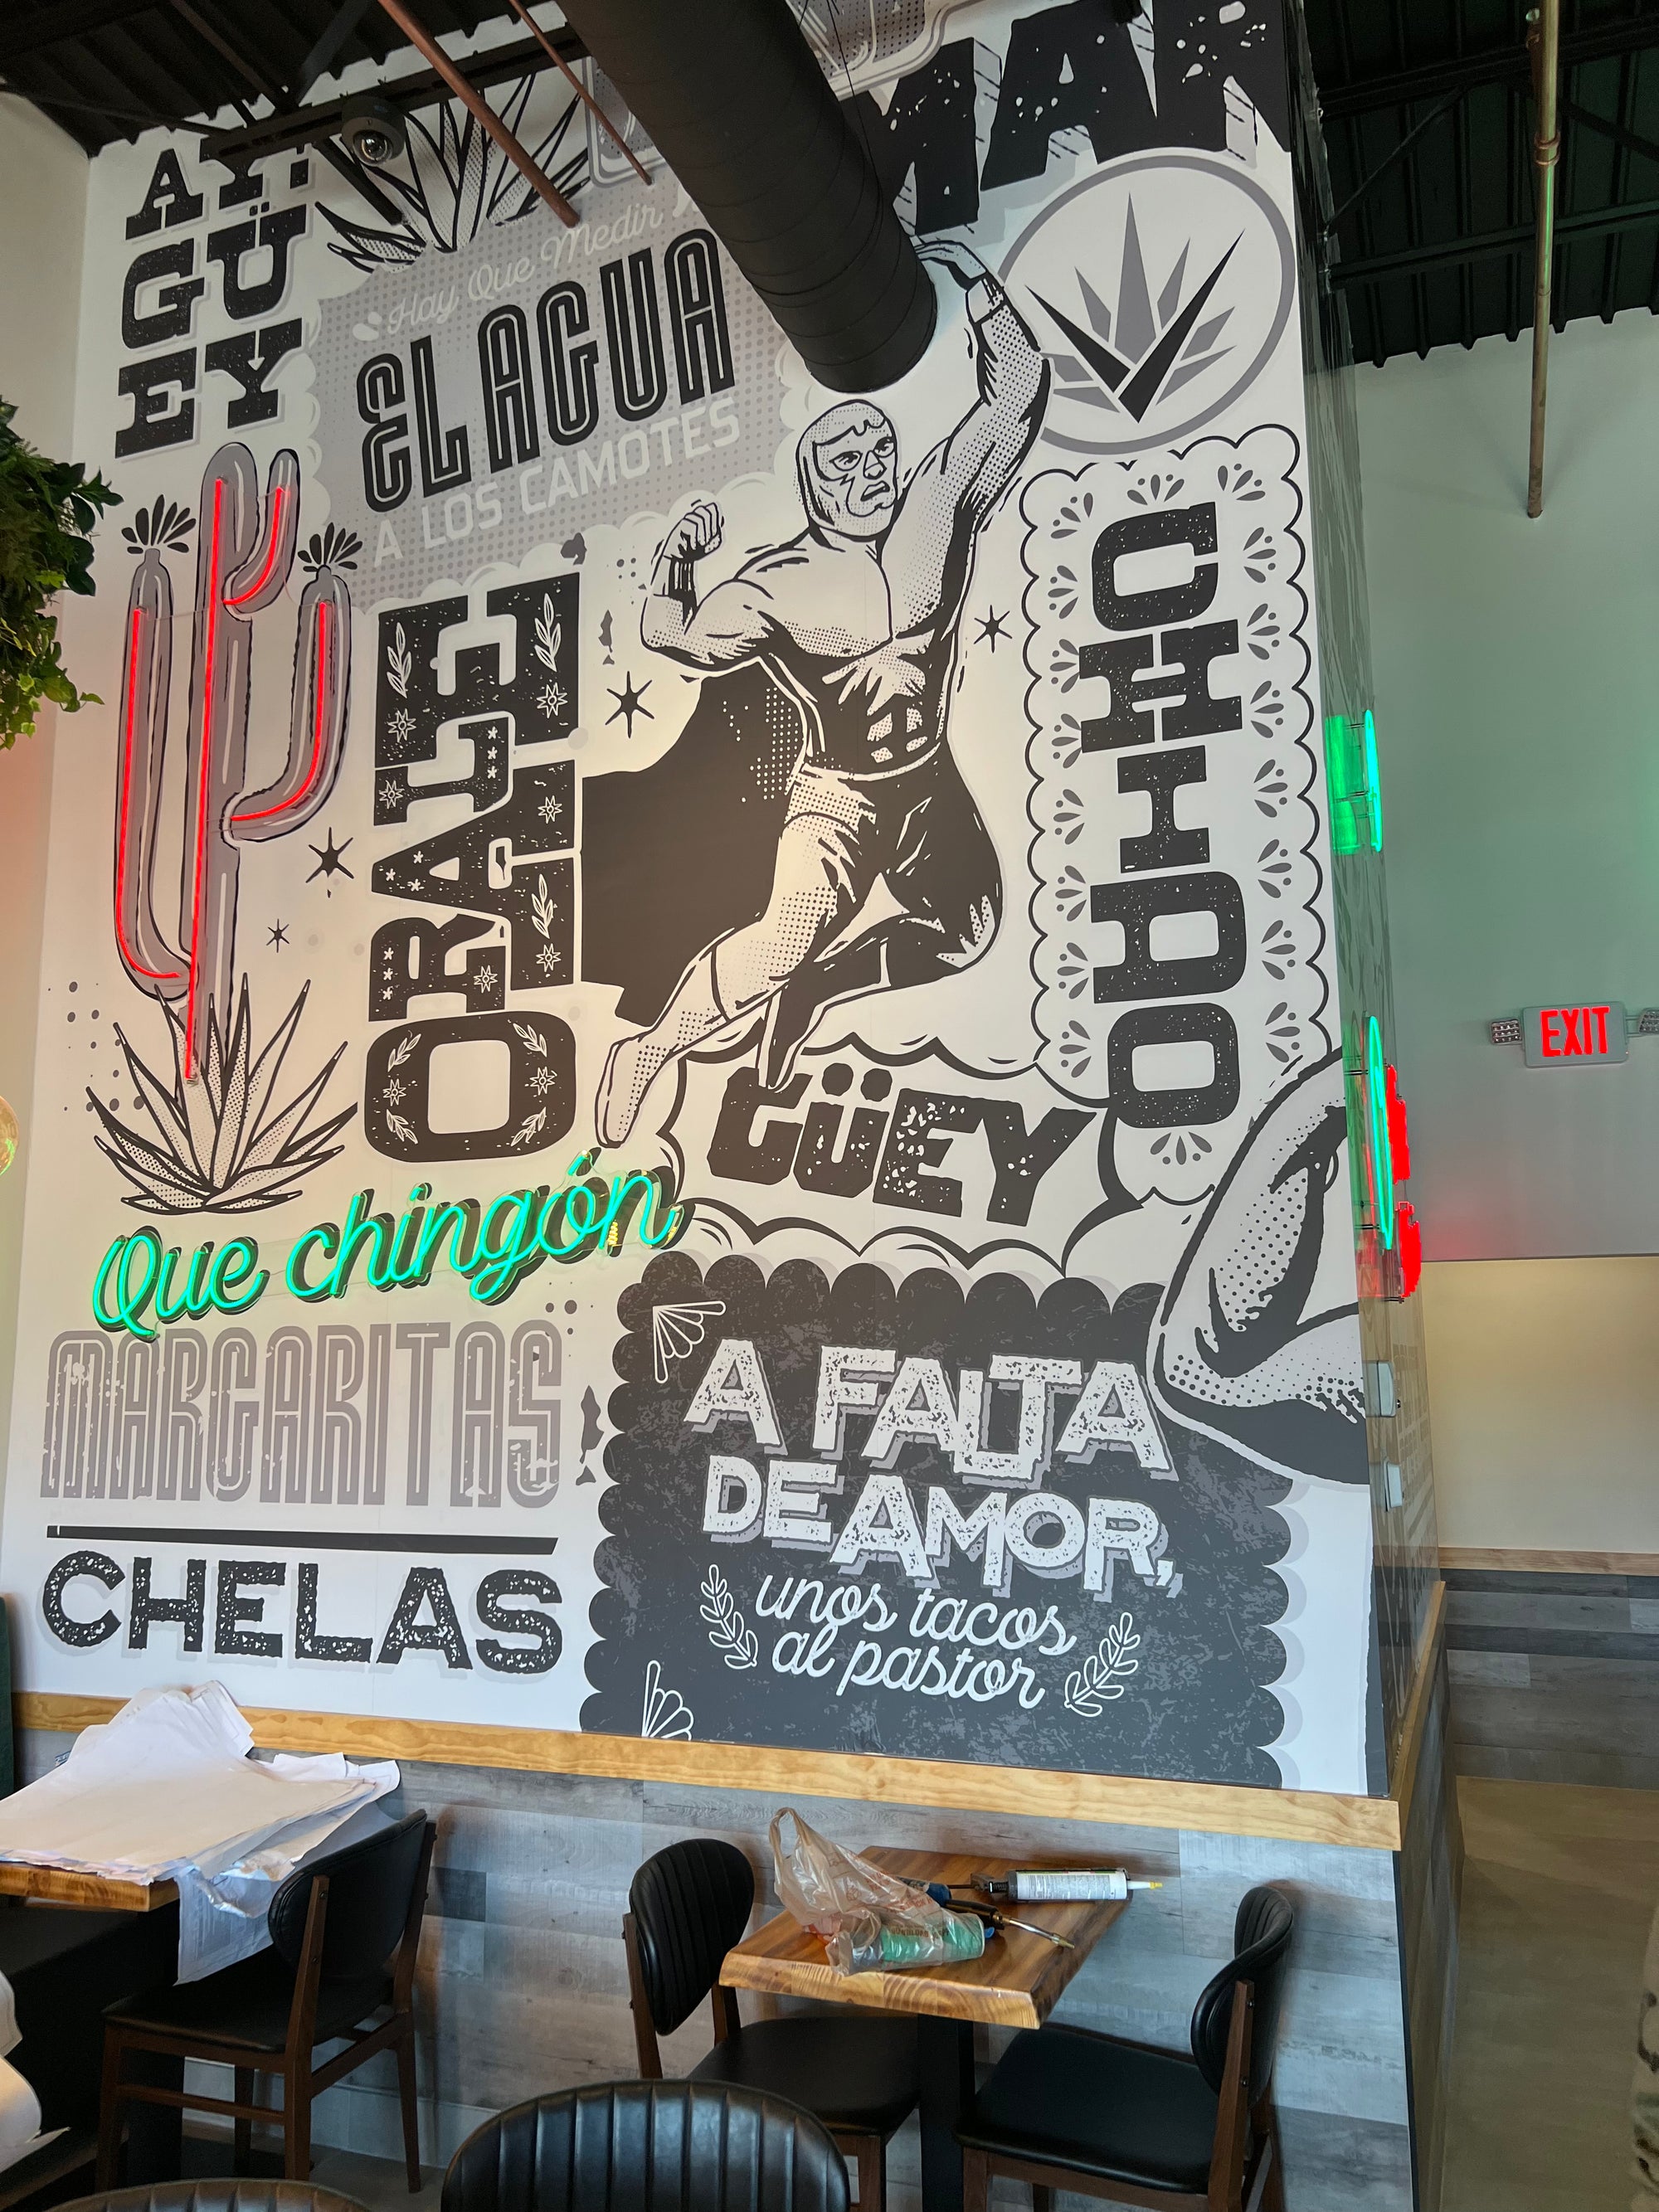 AY!
GÜ
EY
Hay Que Medir
EL AGUA
A LOS CAMOTES
ORALE
CHIDO
GÜEY
Que chingón
MARGARITAS
CHELAS
A FALTA
DE AMOR,
unos tacos
al pastor
EXIT